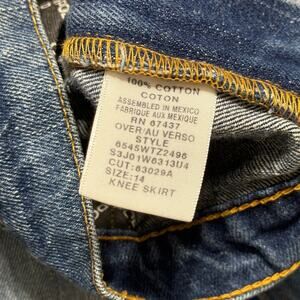 100% COTTON
COTON
ASSEMBLED IN MEXICO
FABRIQUE AUX MEXIQUE
RN 67437
OVER/AU VERSO
STYLE
6545WTZ2496
S3J01W6313U4
CUT:63029A
SIZE:14
KNEE SKIRT